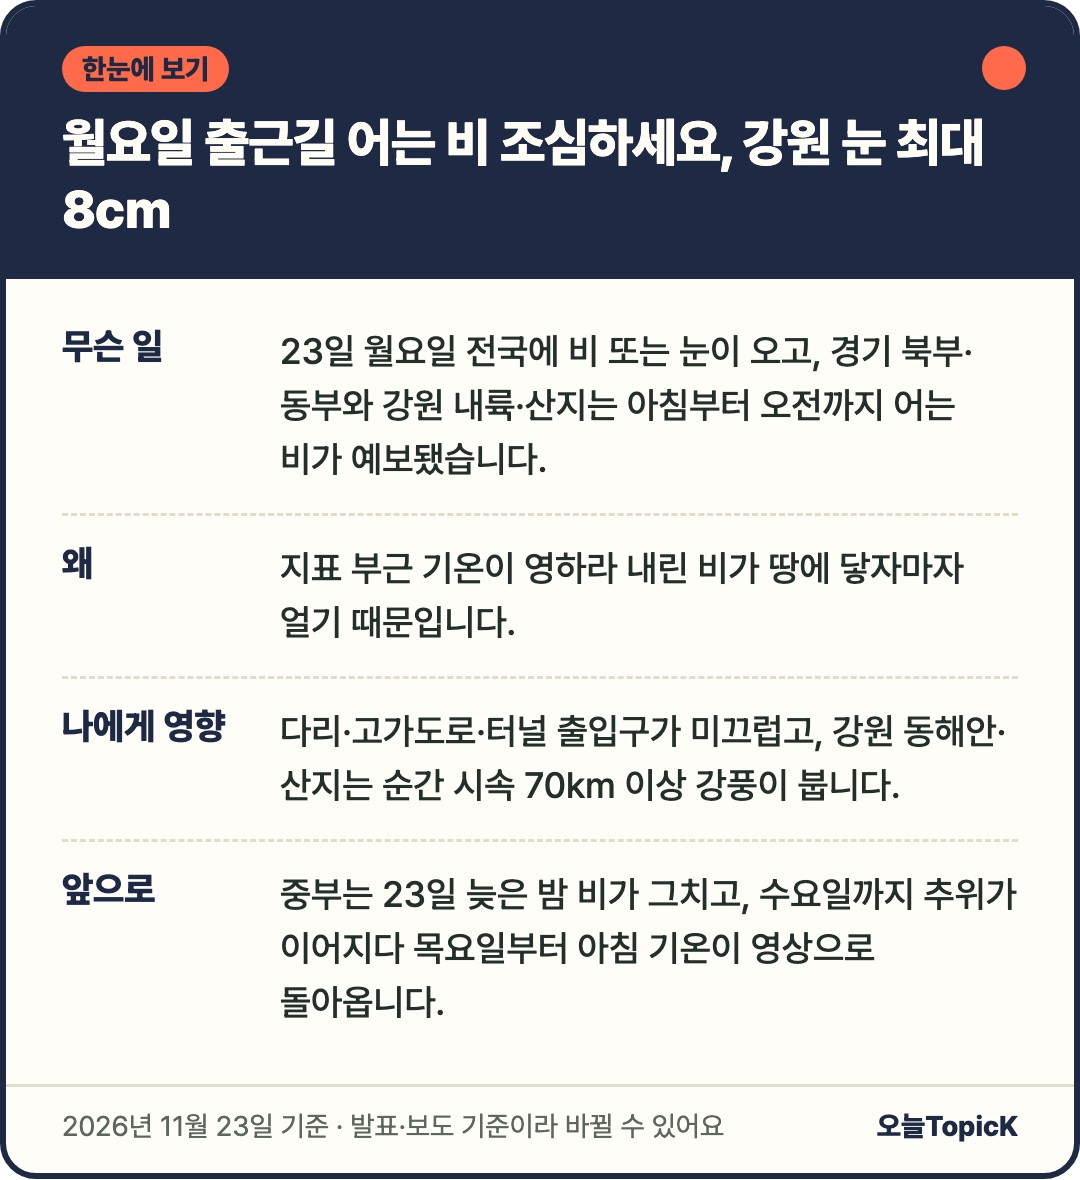 한눈에 보기
월요일 출근길 어는 비 조심하세요, 강원 눈 최대
8cm
무슨 일
23일 월요일 전국에 비 또는 눈이 오고, 경기 북부·
동부와 강원 내륙·산지는 아침부터 오전까지 어는
비가 예보됐습니다.
왜
지표 부근 기온이 영하라 내린 비가 땅에 닿자마자
얼기 때문입니다.
나에게 영향
다리·고가도로·터널 출입구가 미끄럽고, 강원 동해안·
산지는 순간 시속 70km 이상 강풍이 붑니다.
앞으로
중부는 23일 늦은 밤 비가 그치고, 수요일까지 추위가
이어지다 목요일부터 아침 기온이 영상으로
돌아옵니다.
2026년 11월 23일 기준 · 발표·보도 기준이라 바뀔 수 있어요
오늘TopicK